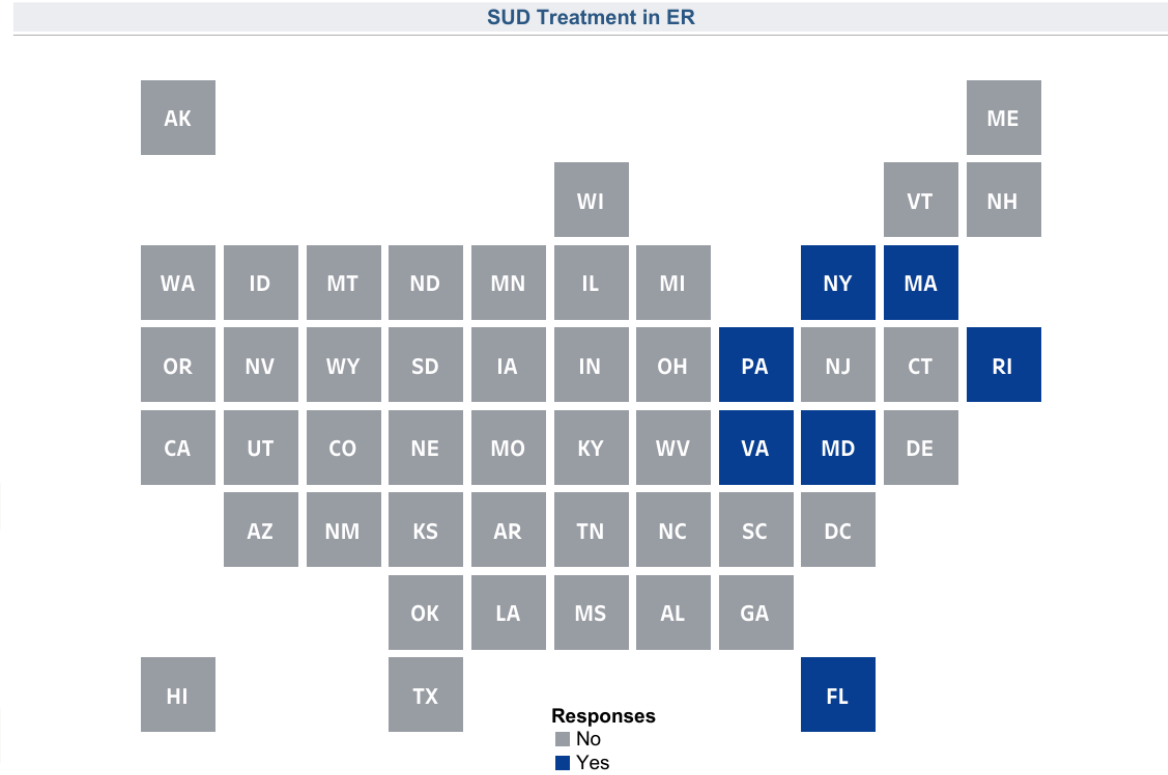 SUD Treatment in ER
AK ME
WI VT NH
WA ID MT ND MN IL MI NY MA
OR NV WY SD IA IN OH PA NJ CT RI
CA UT CO NE MO KY WV VA MD DE
AZ NM KS AR TN NC SC DC
OK LA MS AL GA
HI TX FL
Responses
No
Yes